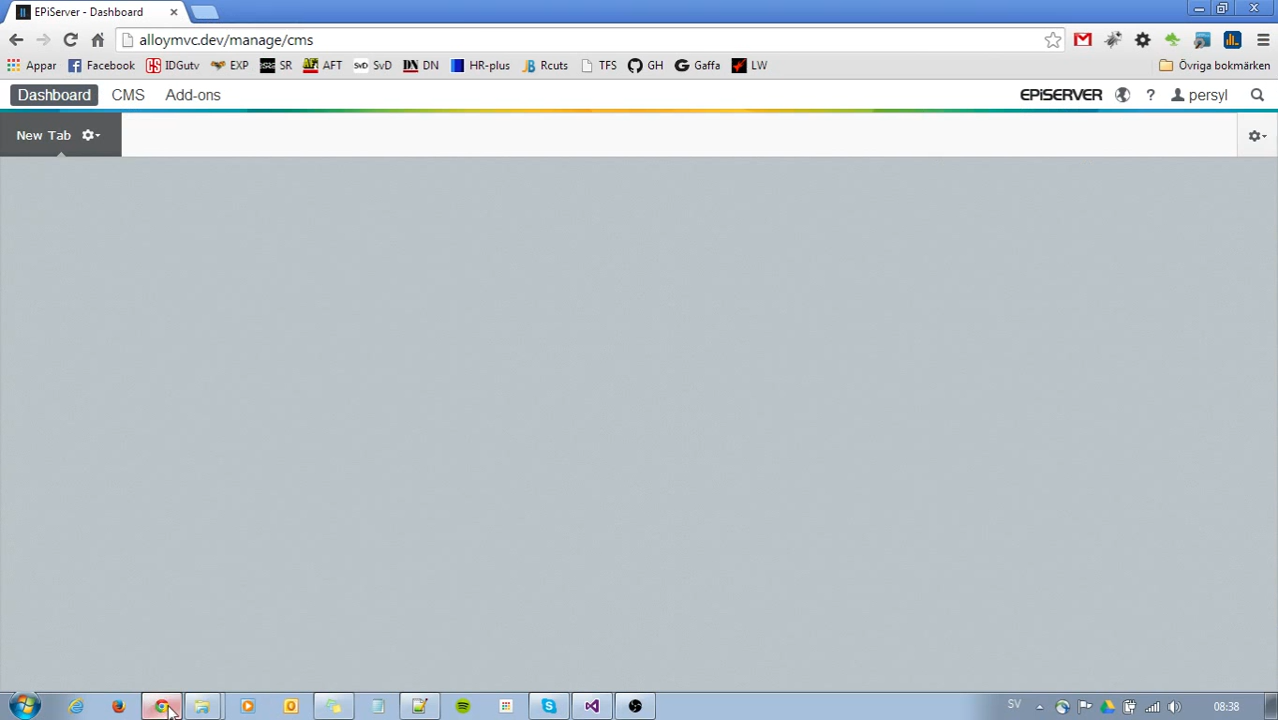 EPiServer - Dashboard
alloymvc.dev/manage/cms
Appar Facebook IDGutv EXP SR AFT SvD DN HR-plus Rcuts TFS GH Gaffa LW Övriga bokmärken
Dashboard CMS Add-ons EPiSERVER ? persyl
New Tab
SV 08:38